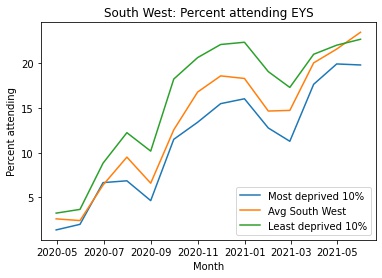 South West: Percent attending EYS
Percent attending
20
15
10
5
Most deprived 10%
Avg South West
Least deprived 10%
2020-05 2020-07 2020-09 2020-11 2021-01 2021-03 2021-05
Month